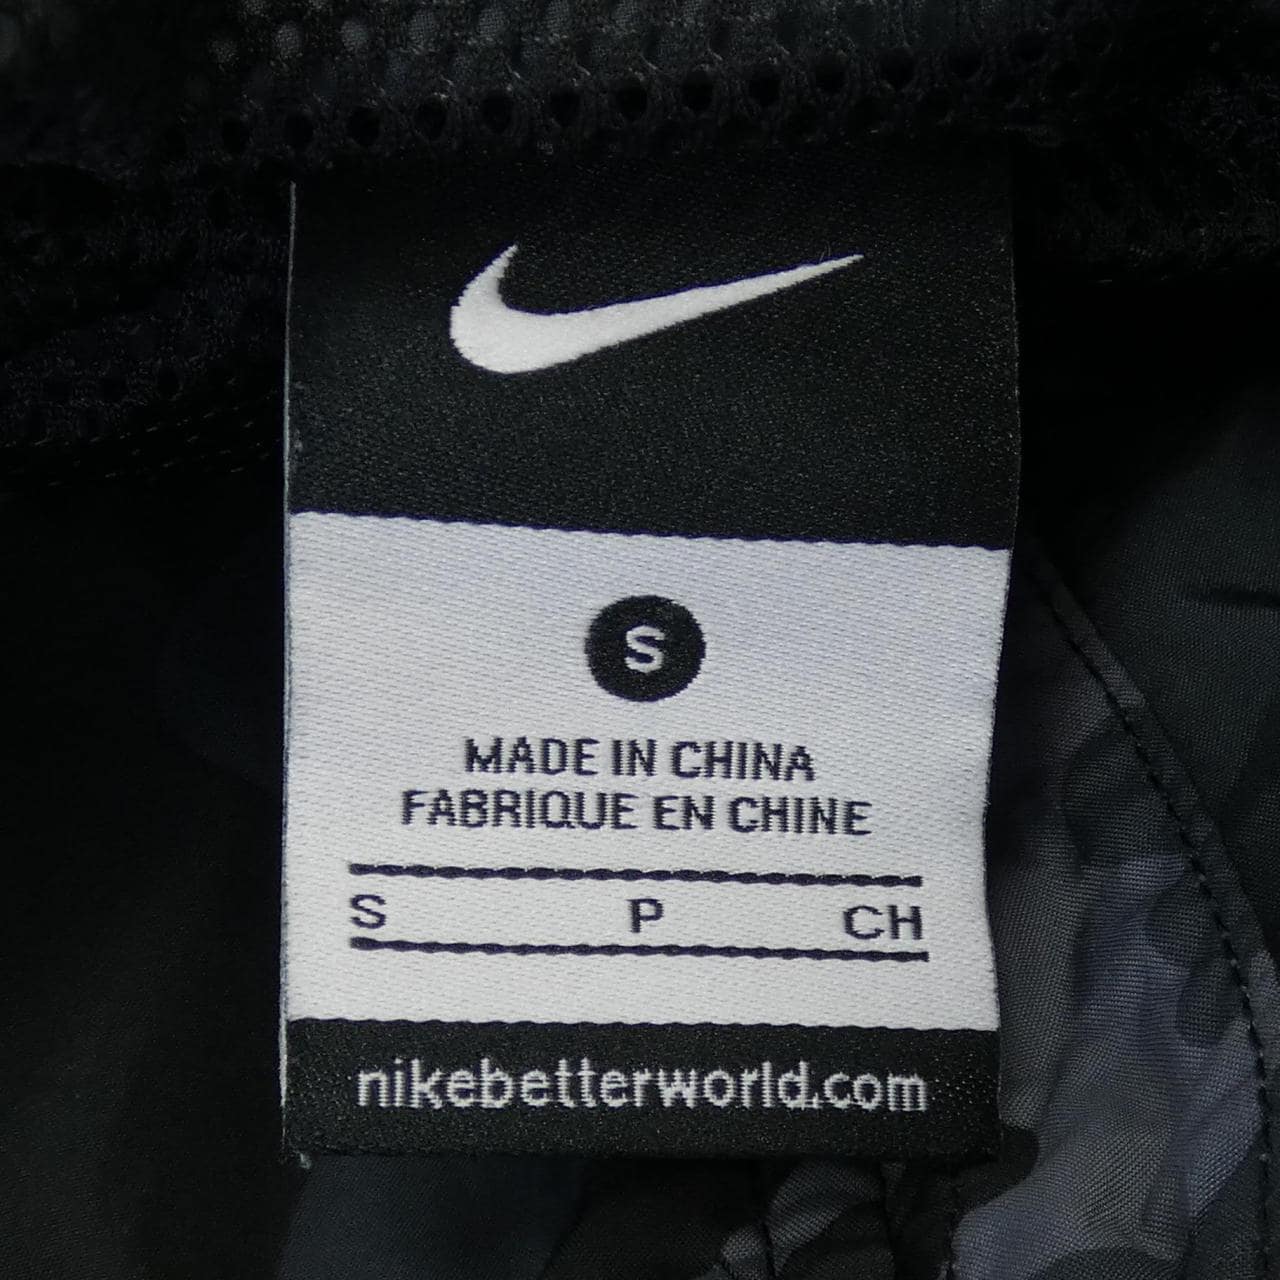 S
MADE IN CHINA
FABRIQUE EN CHINE
S P CH
nikebetterworld.com